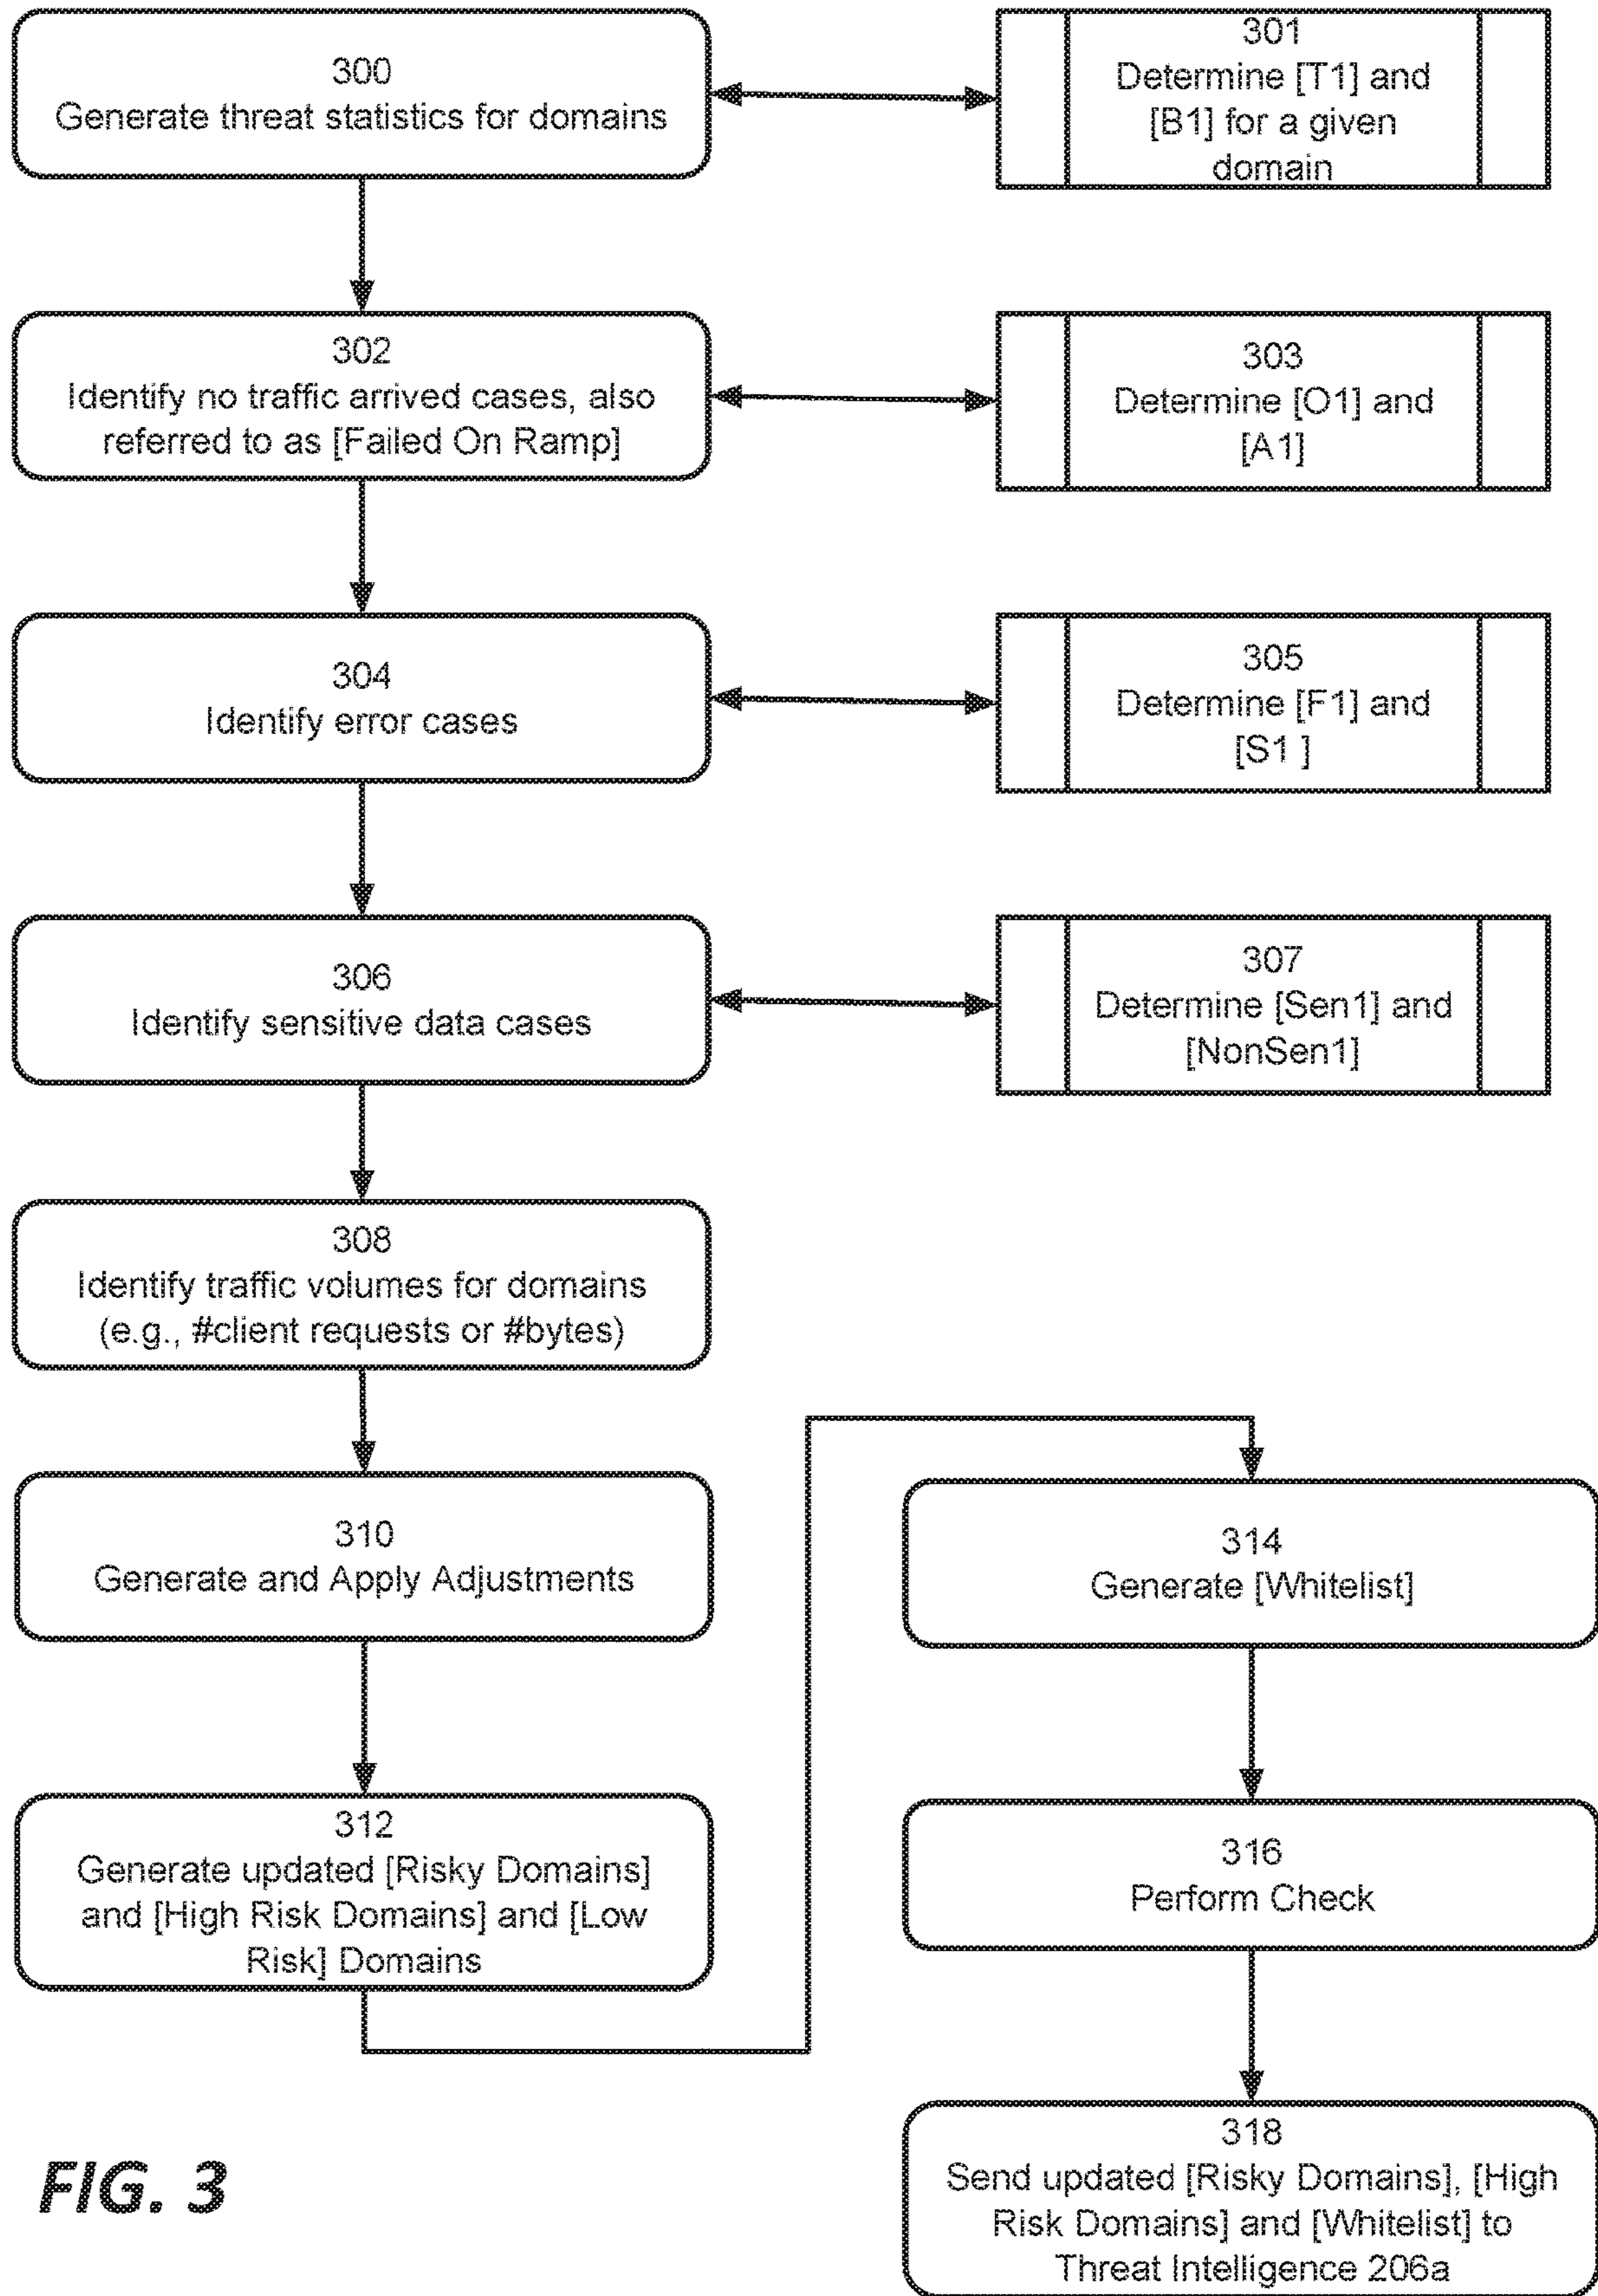 300
Generate threat statistics for domains
301
Determine [T1] and
[B1] for a given
domain
302
Identify no traffic arrived cases, also
referred to as [Failed On Ramp]
303
Determine [O1] and
[A1]
304
Identify error cases
305
Determine [F1] and
[S1 ]
306
Identify sensitive data cases
307
Determine [Sen1] and
[NonSen1]
308
Identify traffic volumes for domains
(e.g., #client requests or #bytes)
310
Generate and Apply Adjustments
312
Generate updated [Risky Domains]
and [High Risk Domains] and [Low
Risk] Domains
314
Generate [Whitelist]
316
Perform Check
318
Send updated [Risky Domains], [High
Risk Domains] and [Whitelist] to
Threat Intelligence 206a
FIG. 3